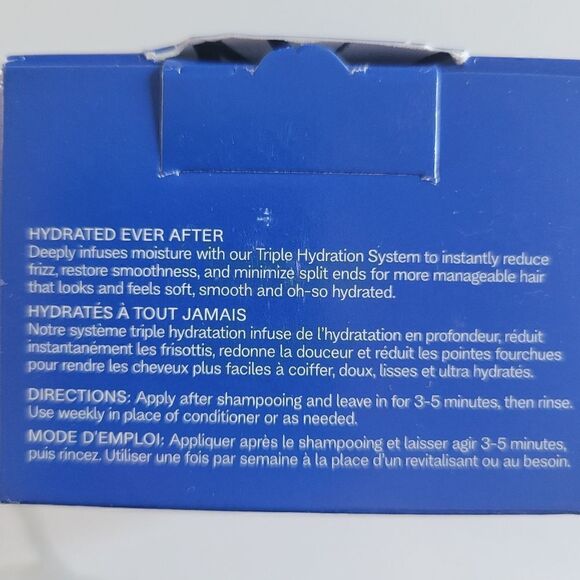 HYDRATED EVER AFTER
Deeply infuses moisture with our Triple Hydration System to instantly reduce
frizz, restore smoothness, and minimize split ends for more manageable hair
that looks and feels soft, smooth and oh-so hydrated.
HYDRATÉS À TOUT JAMAIS
Notre système triple hydratation infuse de l'hydratation en profondeur, réduit
instantanément les frisottis, redonne la douceur et réduit les pointes fourchues
pour rendre les cheveux plus faciles à coiffer, doux, lisses et ultra hydratés.
DIRECTIONS: Apply after shampooing and leave in for 3-5 minutes, then rinse.
Use weekly in place of conditioner or as needed.
MODE D'EMPLOI: Appliquer après le shampooing et laisser agir 3-5 minutes,
puis rincez. Utiliser une fois par semaine à la place d'un revitalisant ou au besoin.